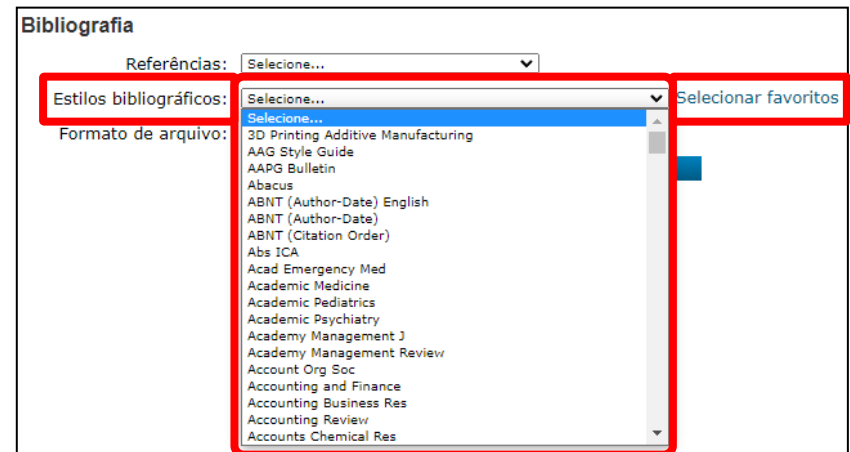 Bibliografia
Referências: Selecione...
Estilos bibliográficos: Selecione... Selecionar favoritos
Formato de arquivo:
Selecione...
3D Printing Additive Manufacturing
AAG Style Guide
AAPG Bulletin
Abacus
ABNT (Author-Date) English
ABNT (Author-Date)
ABNT (Citation Order)
Abs ICA
Acad Emergency Med
Academic Medicine
Academic Pediatrics
Academic Psychiatry
Academy Management J
Academy Management Review
Account Org Soc
Accounting and Finance
Accounting Business Res
Accounting Review
Accounts Chemical Res